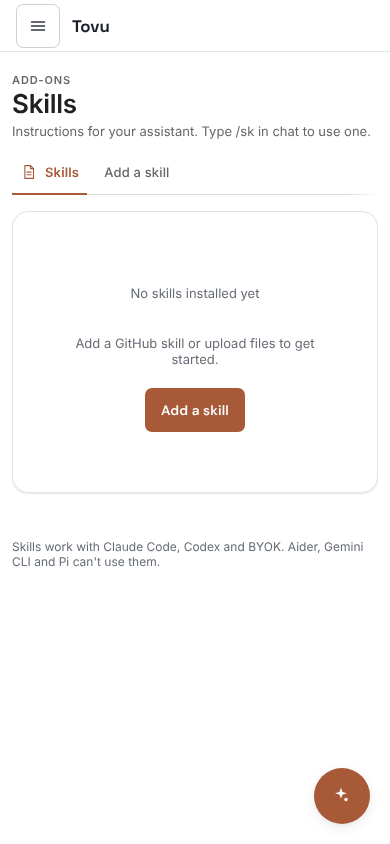 Tovu
ADD-ONS
Skills
Instructions for your assistant. Type /sk in chat to use one.
Skills
Add a skill
No skills installed yet
Add a GitHub skill or upload files to get
started.
Add a skill
Skills work with Claude Code, Codex and BYOK. Aider, Gemini
CLI and Pi can't use them.